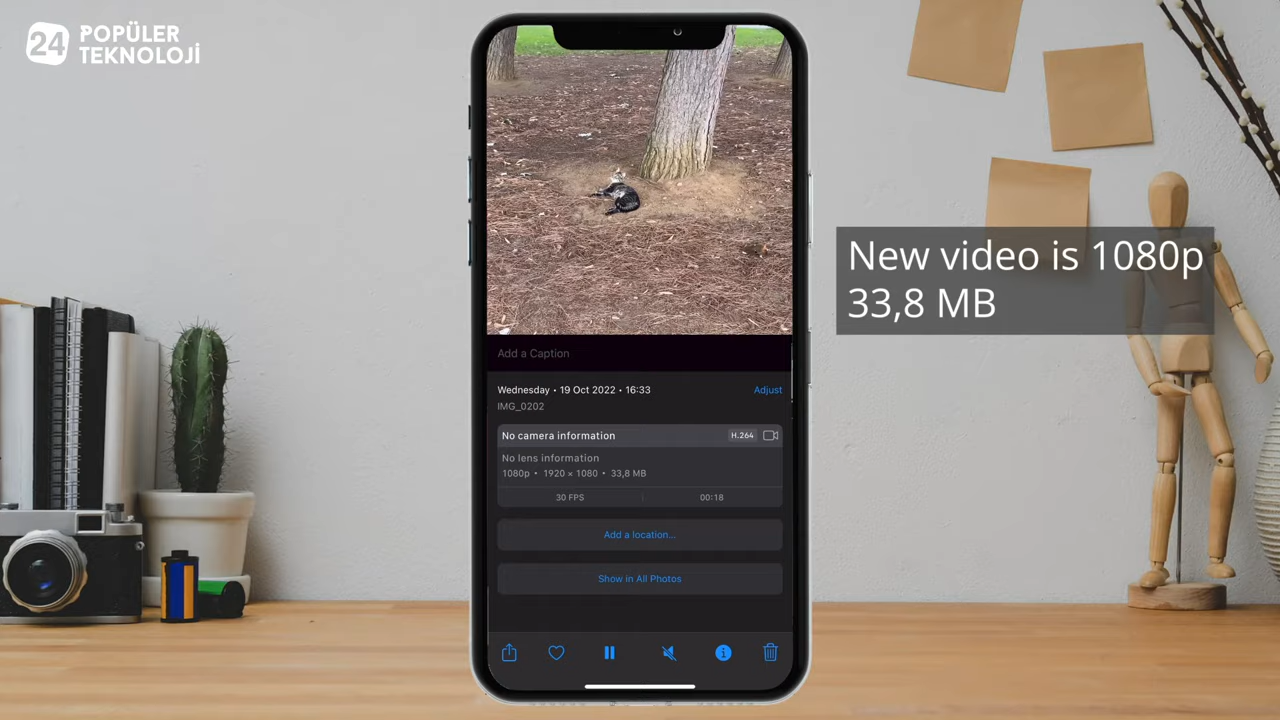 24 POPÜLER
TEKNOLOJİ
New video is 1080p
33,8 MB
Add a Caption
Wednesday • 19 Oct 2022 • 16:33
Adjust
IMG_0202
No camera information
H.264
No lens information
1080p • 1920 × 1080 • 33,8 MB
30 FPS
00:18
Add a location...
Show in All Photos